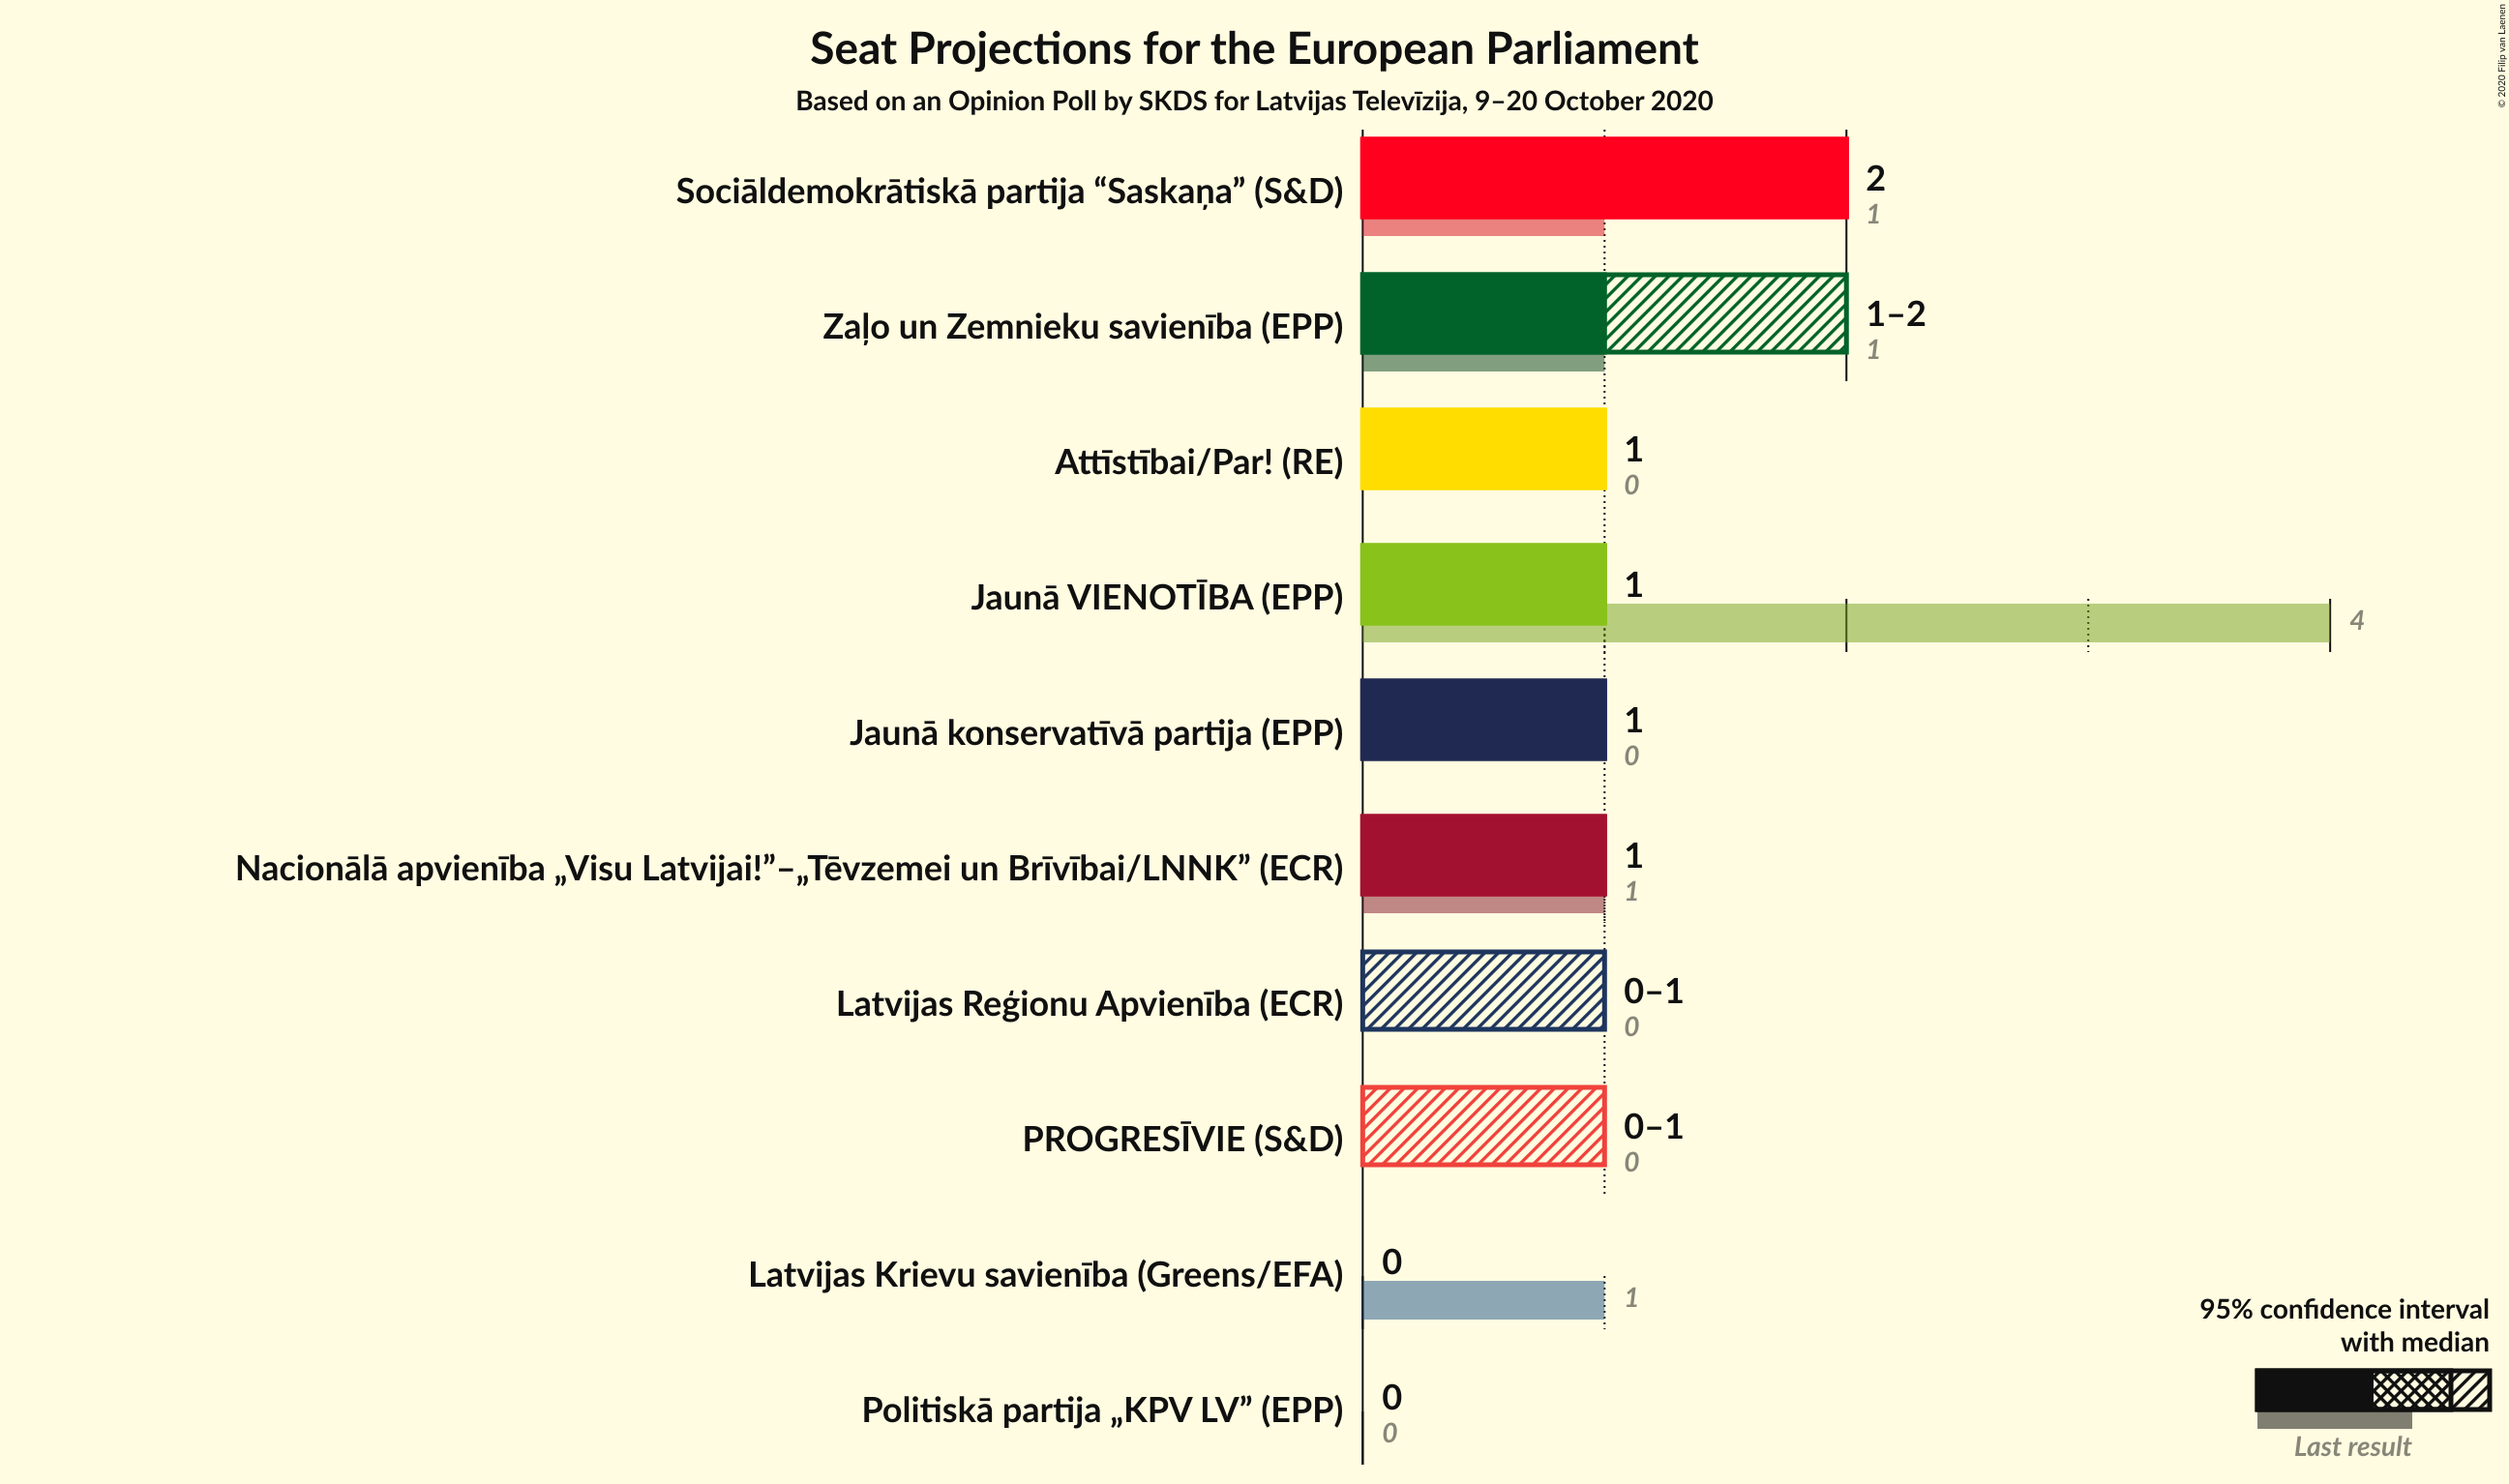 Seat Projections for the European Parliament
Based on an Opinion Poll by SKDS for Latvijas Televīzija, 9–20 October 2020
© 2020 Filip van Laenen
Sociāldemokrātiskā partija “Saskaņa” (S&D)
2
1
Zaļo un Zemnieku savienība (EPP)
1–2
1
Attīstībai/Par! (RE)
1
0
Jaunā VIENOTĪBA (EPP)
1
4
Jaunā konservatīvā partija (EPP)
1
0
Nacionālā apvienība „Visu Latvijai!”–„Tēvzemei un Brīvībai/LNNK” (ECR)
1
1
Latvijas Reģionu Apvienība (ECR)
0–1
0
PROGRESĪVIE (S&D)
0–1
0
Latvijas Krievu savienība (Greens/EFA)
0
1
Politiskā partija „KPV LV” (EPP)
0
0
95% confidence interval
with median
Last result